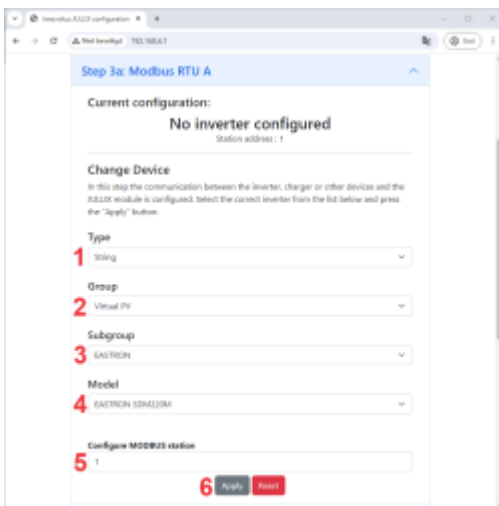 Step 3a: Modbus RTU A
Current configuration:
No inverter configured
Station address : 1
Change Device
In this step the communication between the inverter, charger or other devices and the
module is configured. Select the correct inverter from the list below and press
the "Apply" button.
Type
1 String
Group
2 Virtual PV
Subgroup
3 EASTRON
Model
4 EASTRON SDM220M
Configure MODBUS station
5 1
6 Apply Reset